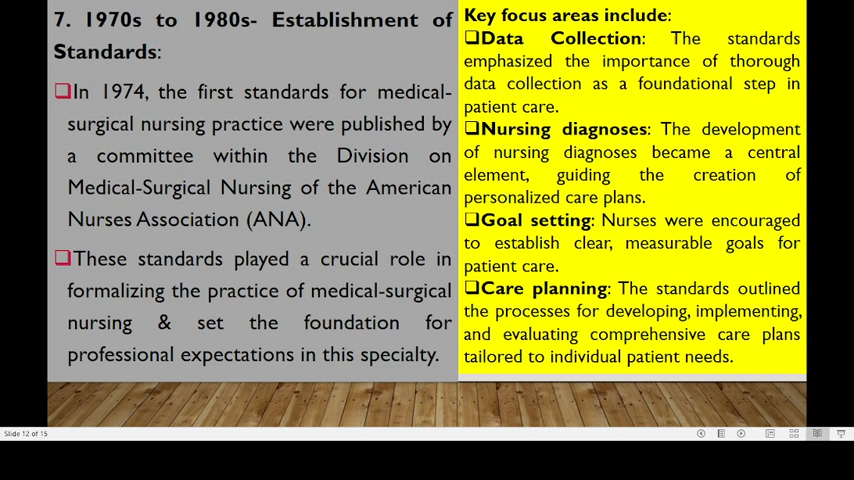 7. 1970s to 1980s- Establishment of
Standards:
❑In 1974, the first standards for medical-
surgical nursing practice were published by
a committee within the Division on
Medical-Surgical Nursing of the American
Nurses Association (ANA).
❑These standards played a crucial role in
formalizing the practice of medical-surgical
nursing & set the foundation for
professional expectations in this specialty.
Key focus areas include:
❑Data Collection: The standards
emphasized the importance of thorough
data collection as a foundational step in
patient care.
❑Nursing diagnoses: The development
of nursing diagnoses became a central
element, guiding the creation of
personalized care plans.
❑Goal setting: Nurses were encouraged
to establish clear, measurable goals for
patient care.
❑Care planning: The standards outlined
the processes for developing, implementing,
and evaluating comprehensive care plans
tailored to individual patient needs.
Slide 12 of 15